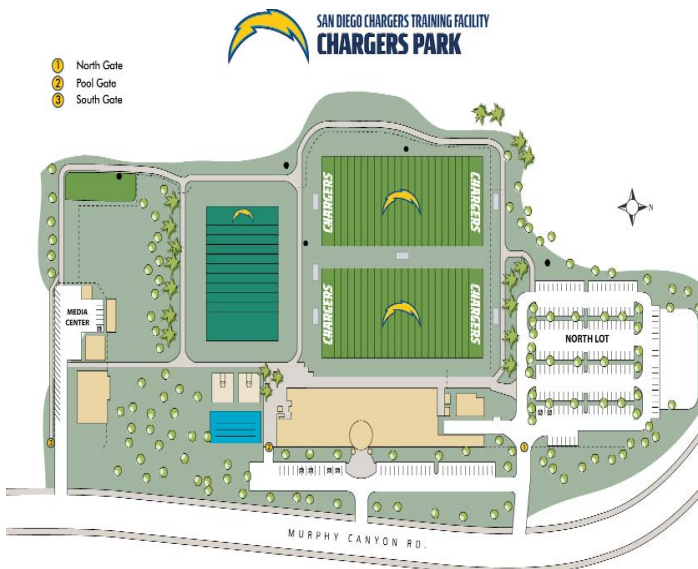 SAN DIEGO CHARGERS TRAINING FACILITY
CHARGERS PARK
1 North Gate
2 Pool Gate
3 South Gate
CHARGERS
CHARGERS
N
CHARGERS
CHARGERS
MEDIA
CENTER
NORTH LOT
3
2
1
MURPHY CANYON RD.